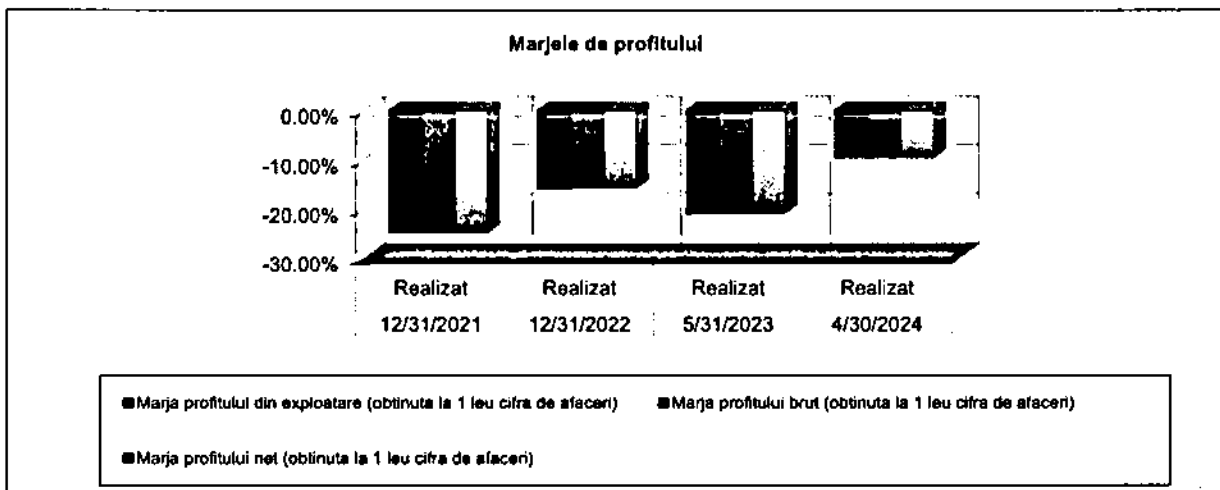 Marjele de profitului
0.00%
-10.00%
-20.00%
-30.00%
Realizat Realizat Realizat Realizat
12/31/2021 12/31/2022 5/31/2023 4/30/2024
Marja profitului din exploatare (obtinuta la 1 leu cifra de afaceri) Marja profitului brut (obtinuta la 1 leu cifra de afaceri)
Marja profitului net (obtinuta la 1 leu cifra de afaceri)